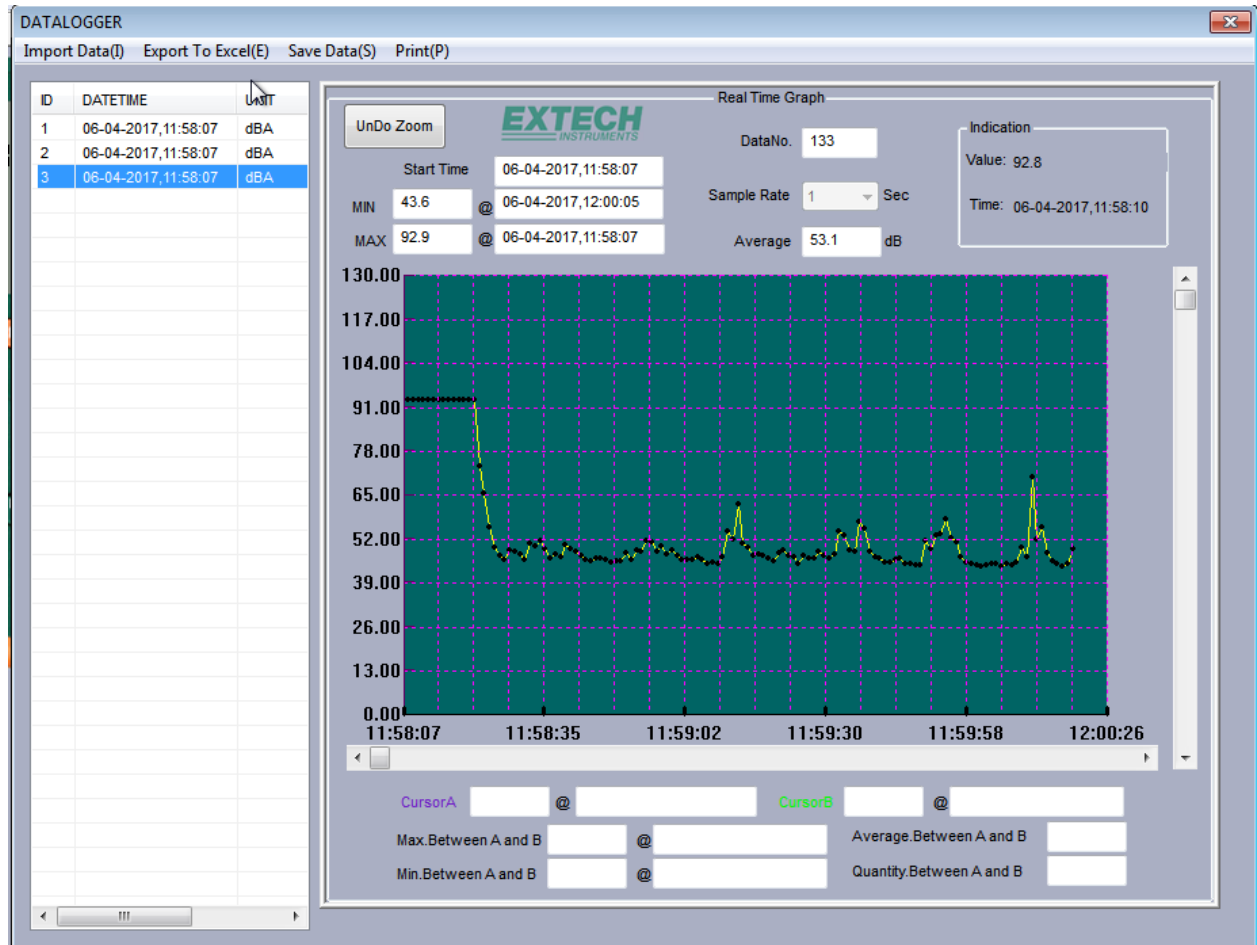 DATALOGGER
Import Data(I) Export To Excel(E) Save Data(S) Print(P)
ID DATETIME UNIT
1 06-04-2017,11:58:07 dBA
2 06-04-2017,11:58:07 dBA
3 06-04-2017,11:58:07 dBA
Real Time Graph
UnDo Zoom
EXTECH
INSTRUMENTS
DataNo. 133
Indication
Value: 92.8
Time: 06-04-2017,11:58:10
Start Time 06-04-2017,11:58:07
Sample Rate 1 Sec
MIN 43.6 @ 06-04-2017,12:00:05
MAX 92.9 @ 06-04-2017,11:58:07
Average 53.1 dB
130.00
117.00
104.00
91.00
78.00
65.00
52.00
39.00
26.00
13.00
0.00
11:58:07 11:58:35 11:59:02 11:59:30 11:59:58 12:00:26
CursorA @ CursorB @
Max.Between A and B @ Average.Between A and B
Min.Between A and B @ Quantity.Between A and B